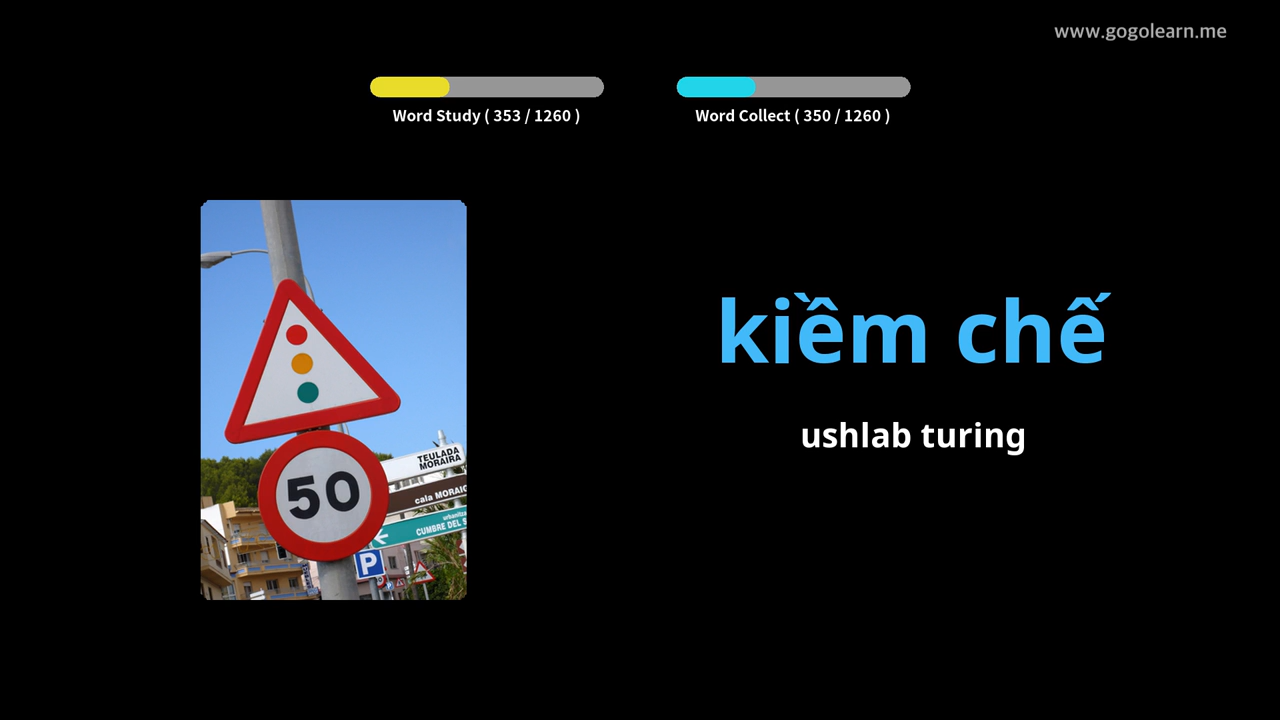 www.gogolearn.me
Word Study ( 353 / 1260 )
Word Collect ( 350 / 1260 )
kiềm chế
ushlab turing
TEULADA
MORAIRA
cala
CUMBRE DEL
50
P